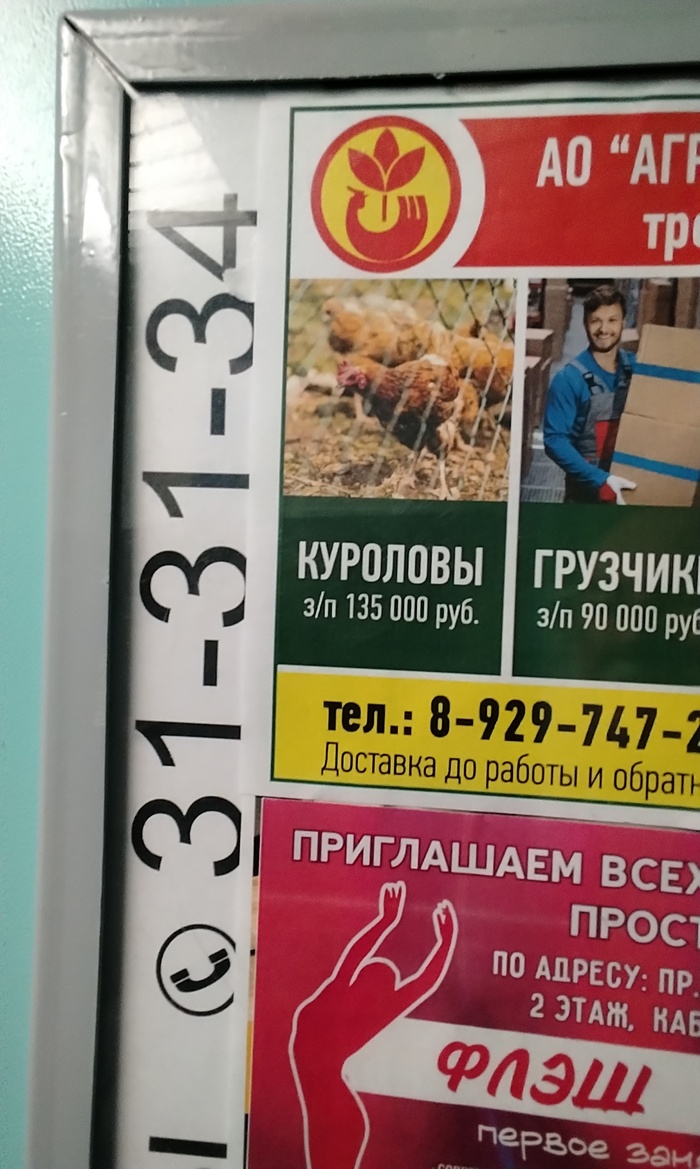 31-31-34
АО "АГР
тре
КУРОЛОВЫ
з/п 135 000 руб.
ГРУЗЧИКИ
з/п 90 000 руб
тел.: 8-929-747-2
Доставка до работы и обратн
ПРИГЛАШАЕМ ВСЕХ
ПРОСТ
ПО АДРЕСУ: ПР.
2 ЭТАЖ, КАБ
ФЛЭШ
первое зан